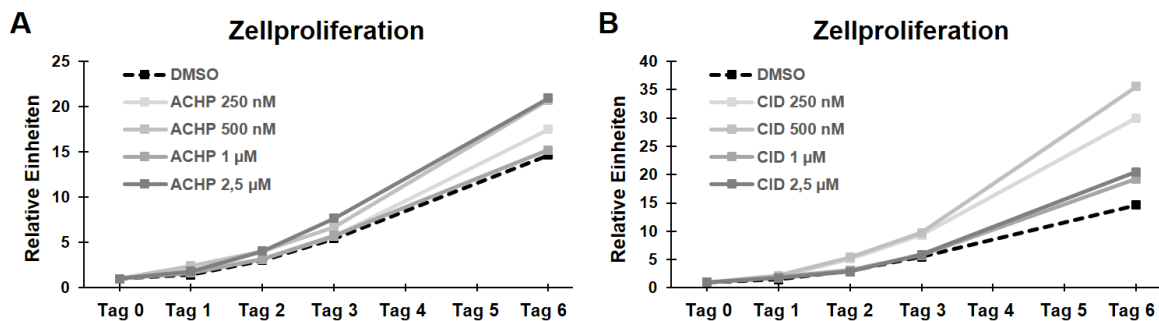 A
Zellproliferation
Relative Einheiten
25
20
15
10
5
0
DMSO
ACHP 250 nM
ACHP 500 nM
ACHP 1 µM
ACHP 2,5 µM
Tag 0 Tag 1 Tag 2 Tag 3 Tag 4 Tag 5 Tag 6
B
Zellproliferation
Relative Einheiten
40
35
30
25
20
15
10
5
0
DMSO
CID 250 nM
CID 500 nM
CID 1 µM
CID 2,5 µM
Tag 0 Tag 1 Tag 2 Tag 3 Tag 4 Tag 5 Tag 6